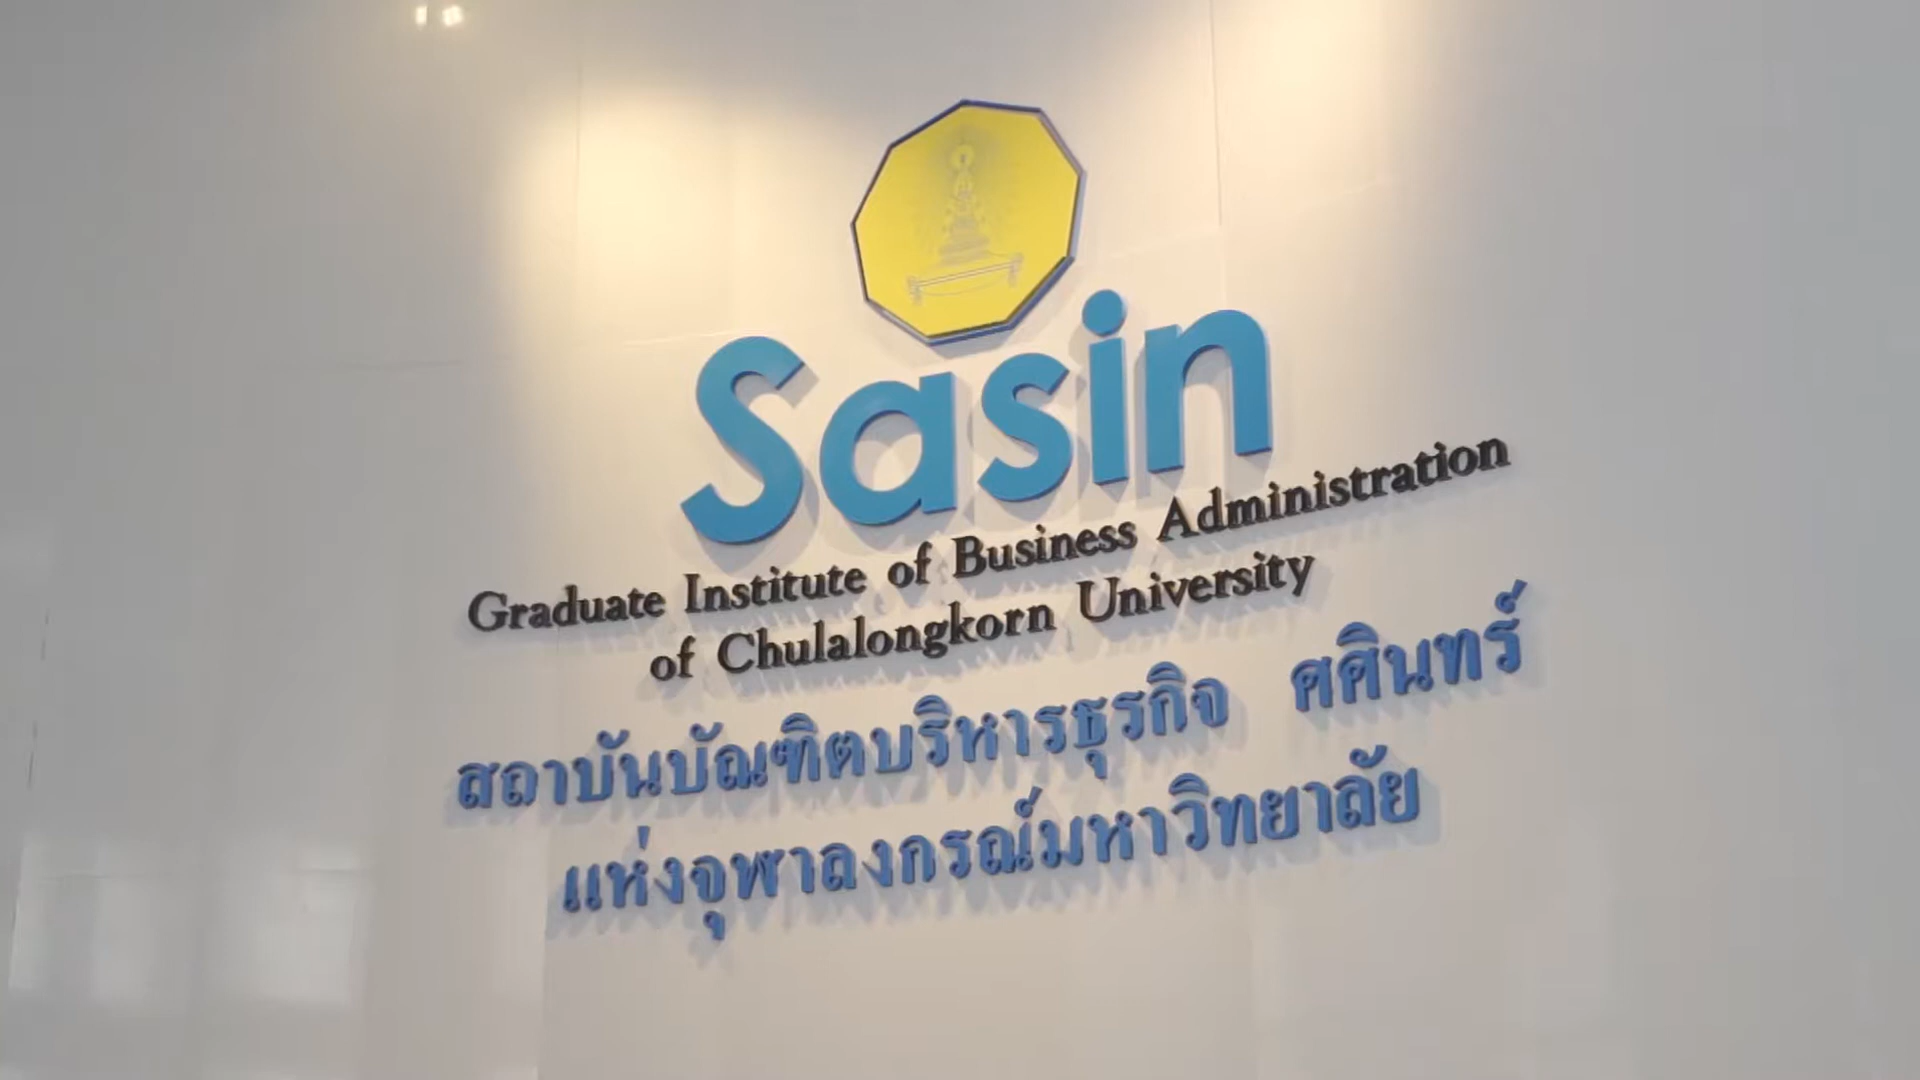 Sasin
Graduate Institute of Business Administration
of Chulalongkorn University
สถาบันบัณฑิตบริหารธุรกิจ ศศินทร์
แห่งจุฬาลงกรณ์มหาวิทยาลัย